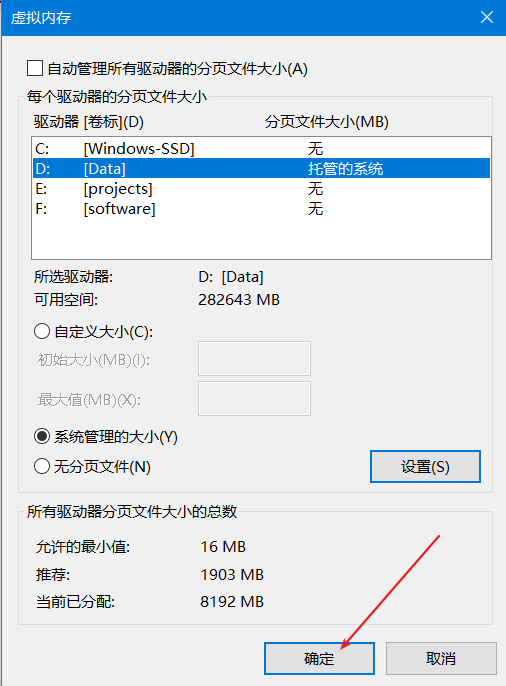 虚拟内存
自动管理所有驱动器的分页文件大小(A)
每个驱动器的分页文件大小
驱动器 [卷标](D) 分页文件大小(MB)
C: [Windows-SSD] 无
D: [Data] 托管的系统
E: [projects] 无
F: [software] 无
所选驱动器: D: [Data]
可用空间: 282643 MB
自定义大小(C):
初始大小(MB)(I):
最大值(MB)(X):
系统管理的大小(Y)
无分页文件(N) 设置(S)
所有驱动器分页文件大小的总数
允许的最小值: 16 MB
推荐: 1903 MB
当前已分配: 8192 MB
确定 取消